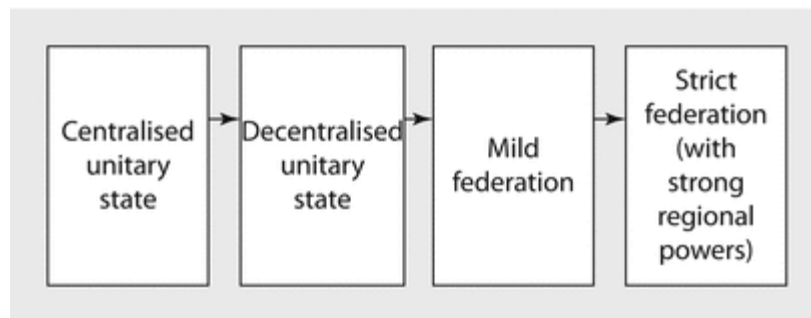 Centralised
unitary
state
Decentralised
unitary
state
Mild
federation
Strict
federation
(with
strong
regional
powers)